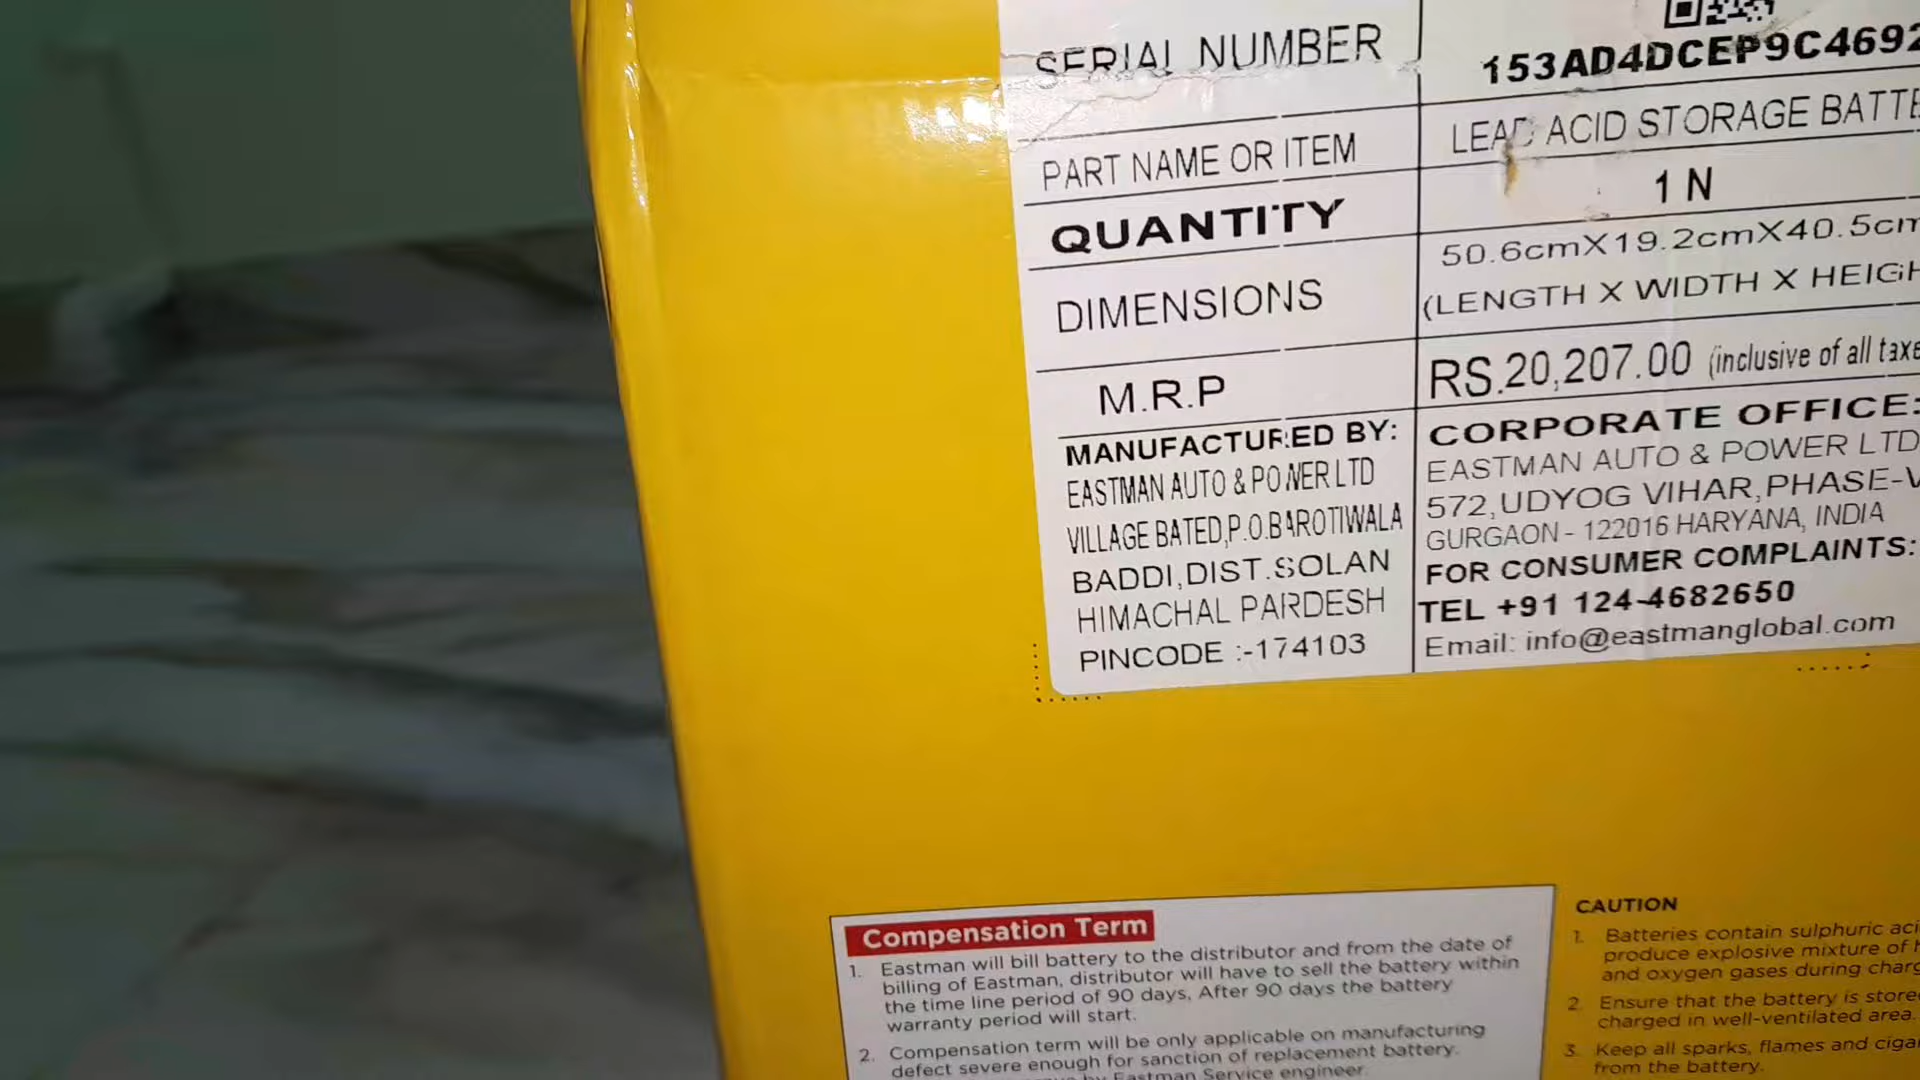 SERIAL NUMBER
153AD4DCEP9C4692
PART NAME OR ITEM
LEAD ACID STORAGE BATTE
QUANTITY
1 N
DIMENSIONS
50.6cmX19.2cmX40.5cm
(LENGTH X WIDTH X HEIGH
M.R.P
RS.20,207.00 (inclusive of all taxe
MANUFACTURED BY:
EASTMAN AUTO & POWER LTD
VILLAGE BATED,P.O.BAROTIWALA
BADDI,DIST.SOLAN
HIMACHAL PARDESH
PINCODE :-174103
CORPORATE OFFICE:
EASTMAN AUTO & POWER LTD
572,UDYOG VIHAR,PHASE-V
GURGAON - 122016 HARYANA, INDIA
FOR CONSUMER COMPLAINTS:
TEL +91 124-4682650
Email: info@eastmanglobal.com
Compensation Term
1. Eastman will bill battery to the distributor and from the date of
billing of Eastman, distributor will have to sell the battery within
the time line period of 90 days, After 90 days the battery
warranty period will start.
2. Compensation term will be only applicable on manufacturing
defect severe enough for sanction of replacement battery.
by Eastman Service engineer.
CAUTION
1. Batteries contain sulphuric aci
produce explosive mixture of h
and oxygen gases during charg
2. Ensure that the battery is store
charged in well-ventilated area.
3. Keep all sparks, flames and cigar
from the battery.